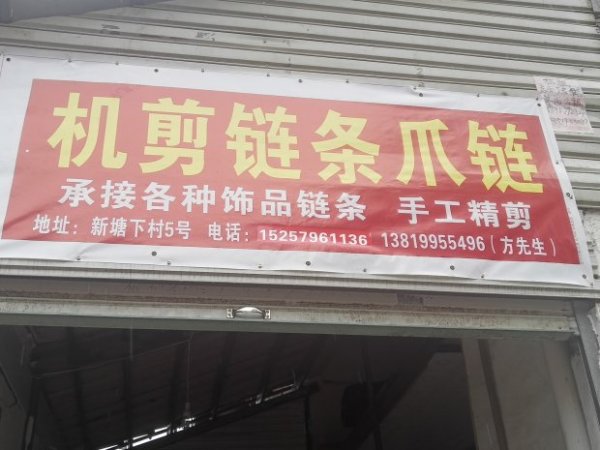 机剪链条爪链
承接各种饰品链条 手工精剪
地址：新塘下村5号 电话：15257961136 13819955496（方先生）